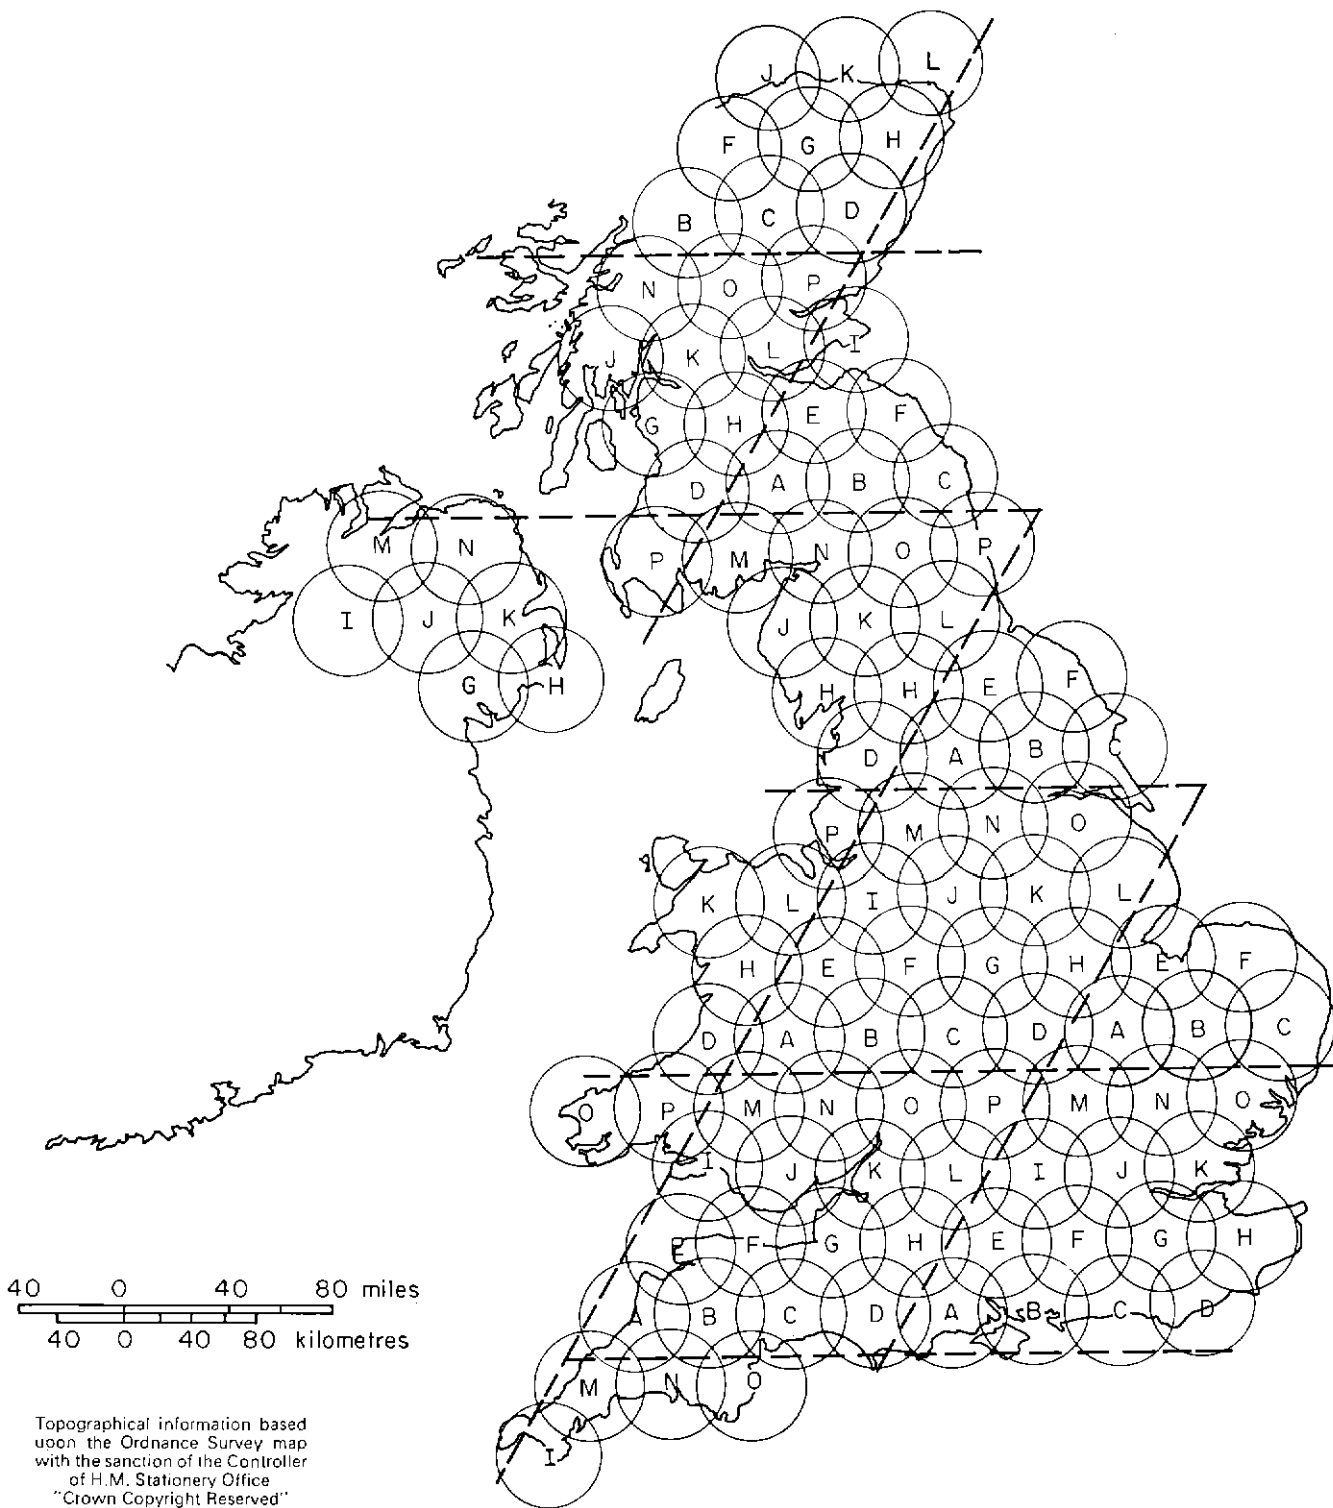 J K L
F G H
B C D
N O P
J K L I
G H E F
D A B C
M N P M N O P
I J K J K L
G H H H E F
D A B C
P M N O
K L I J K L
H E F G H E F
D A B C D A B C
O P M N O P M N O
I J K L I J K
E F G H E F G H
40 0 40 80 miles
A B C D A B C D
40 0 40 80 kilometres
M N O
Topographical information based
upon the Ordnance Survey map
with the sanction of the Controller
of H.M. Stationery Office
"Crown Copyright Reserved"
I